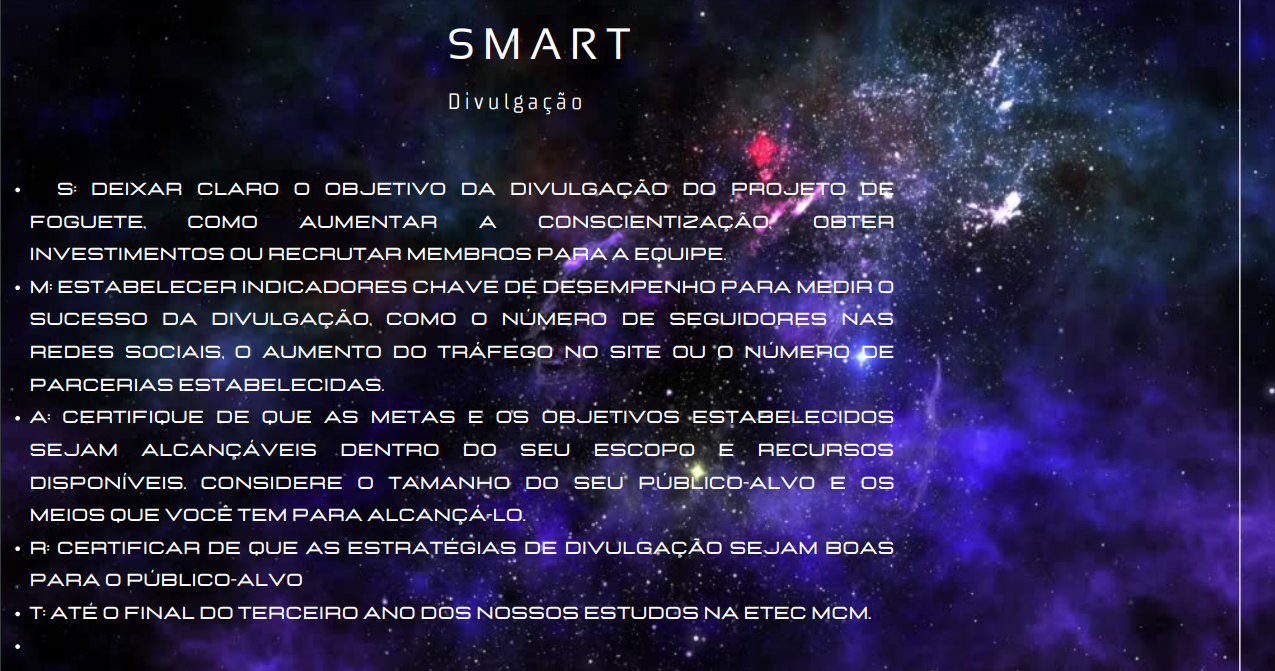 SMART
Divulgação
• S: DEIXAR CLARO O OBJETIVO DA DIVULGAÇÃO DO PROJETO DE
FOGUETE, COMO AUMENTAR A CONSCIENTIZAÇÃO, OBTER
INVESTIMENTOS OU RECRUTAR MEMBROS PARA A EQUIPE.
• M: ESTABELECER INDICADORES CHAVE DE DESEMPENHO PARA MEDIR O
SUCESSO DA DIVULGAÇÃO, COMO O NÚMERO DE SEGUIDORES NAS
REDES SOCIAIS, O AUMENTO DO TRÁFEGO NO SITE OU O NÚMERO DE
PARCERIAS ESTABELECIDAS.
• A: CERTIFIQUE DE QUE AS METAS E OS OBJETIVOS ESTABELECIDOS
SEJAM ALCANÇÁVEIS DENTRO DO SEU ESCOPO E RECURSOS
DISPONÍVEIS. CONSIDERE O TAMANHO DO SEU PÚBLICO-ALVO E OS
MEIOS QUE VOCÊ TEM PARA ALCANÇÁ-LO.
• R: CERTIFICAR DE QUE AS ESTRATÉGIAS DE DIVULGAÇÃO SEJAM BOAS
PARA O PÚBLICO-ALVO
• T: ATÉ O FINAL DO TERCEIRO ANO DOS NOSSOS ESTUDOS NA ETEC MCM.
•